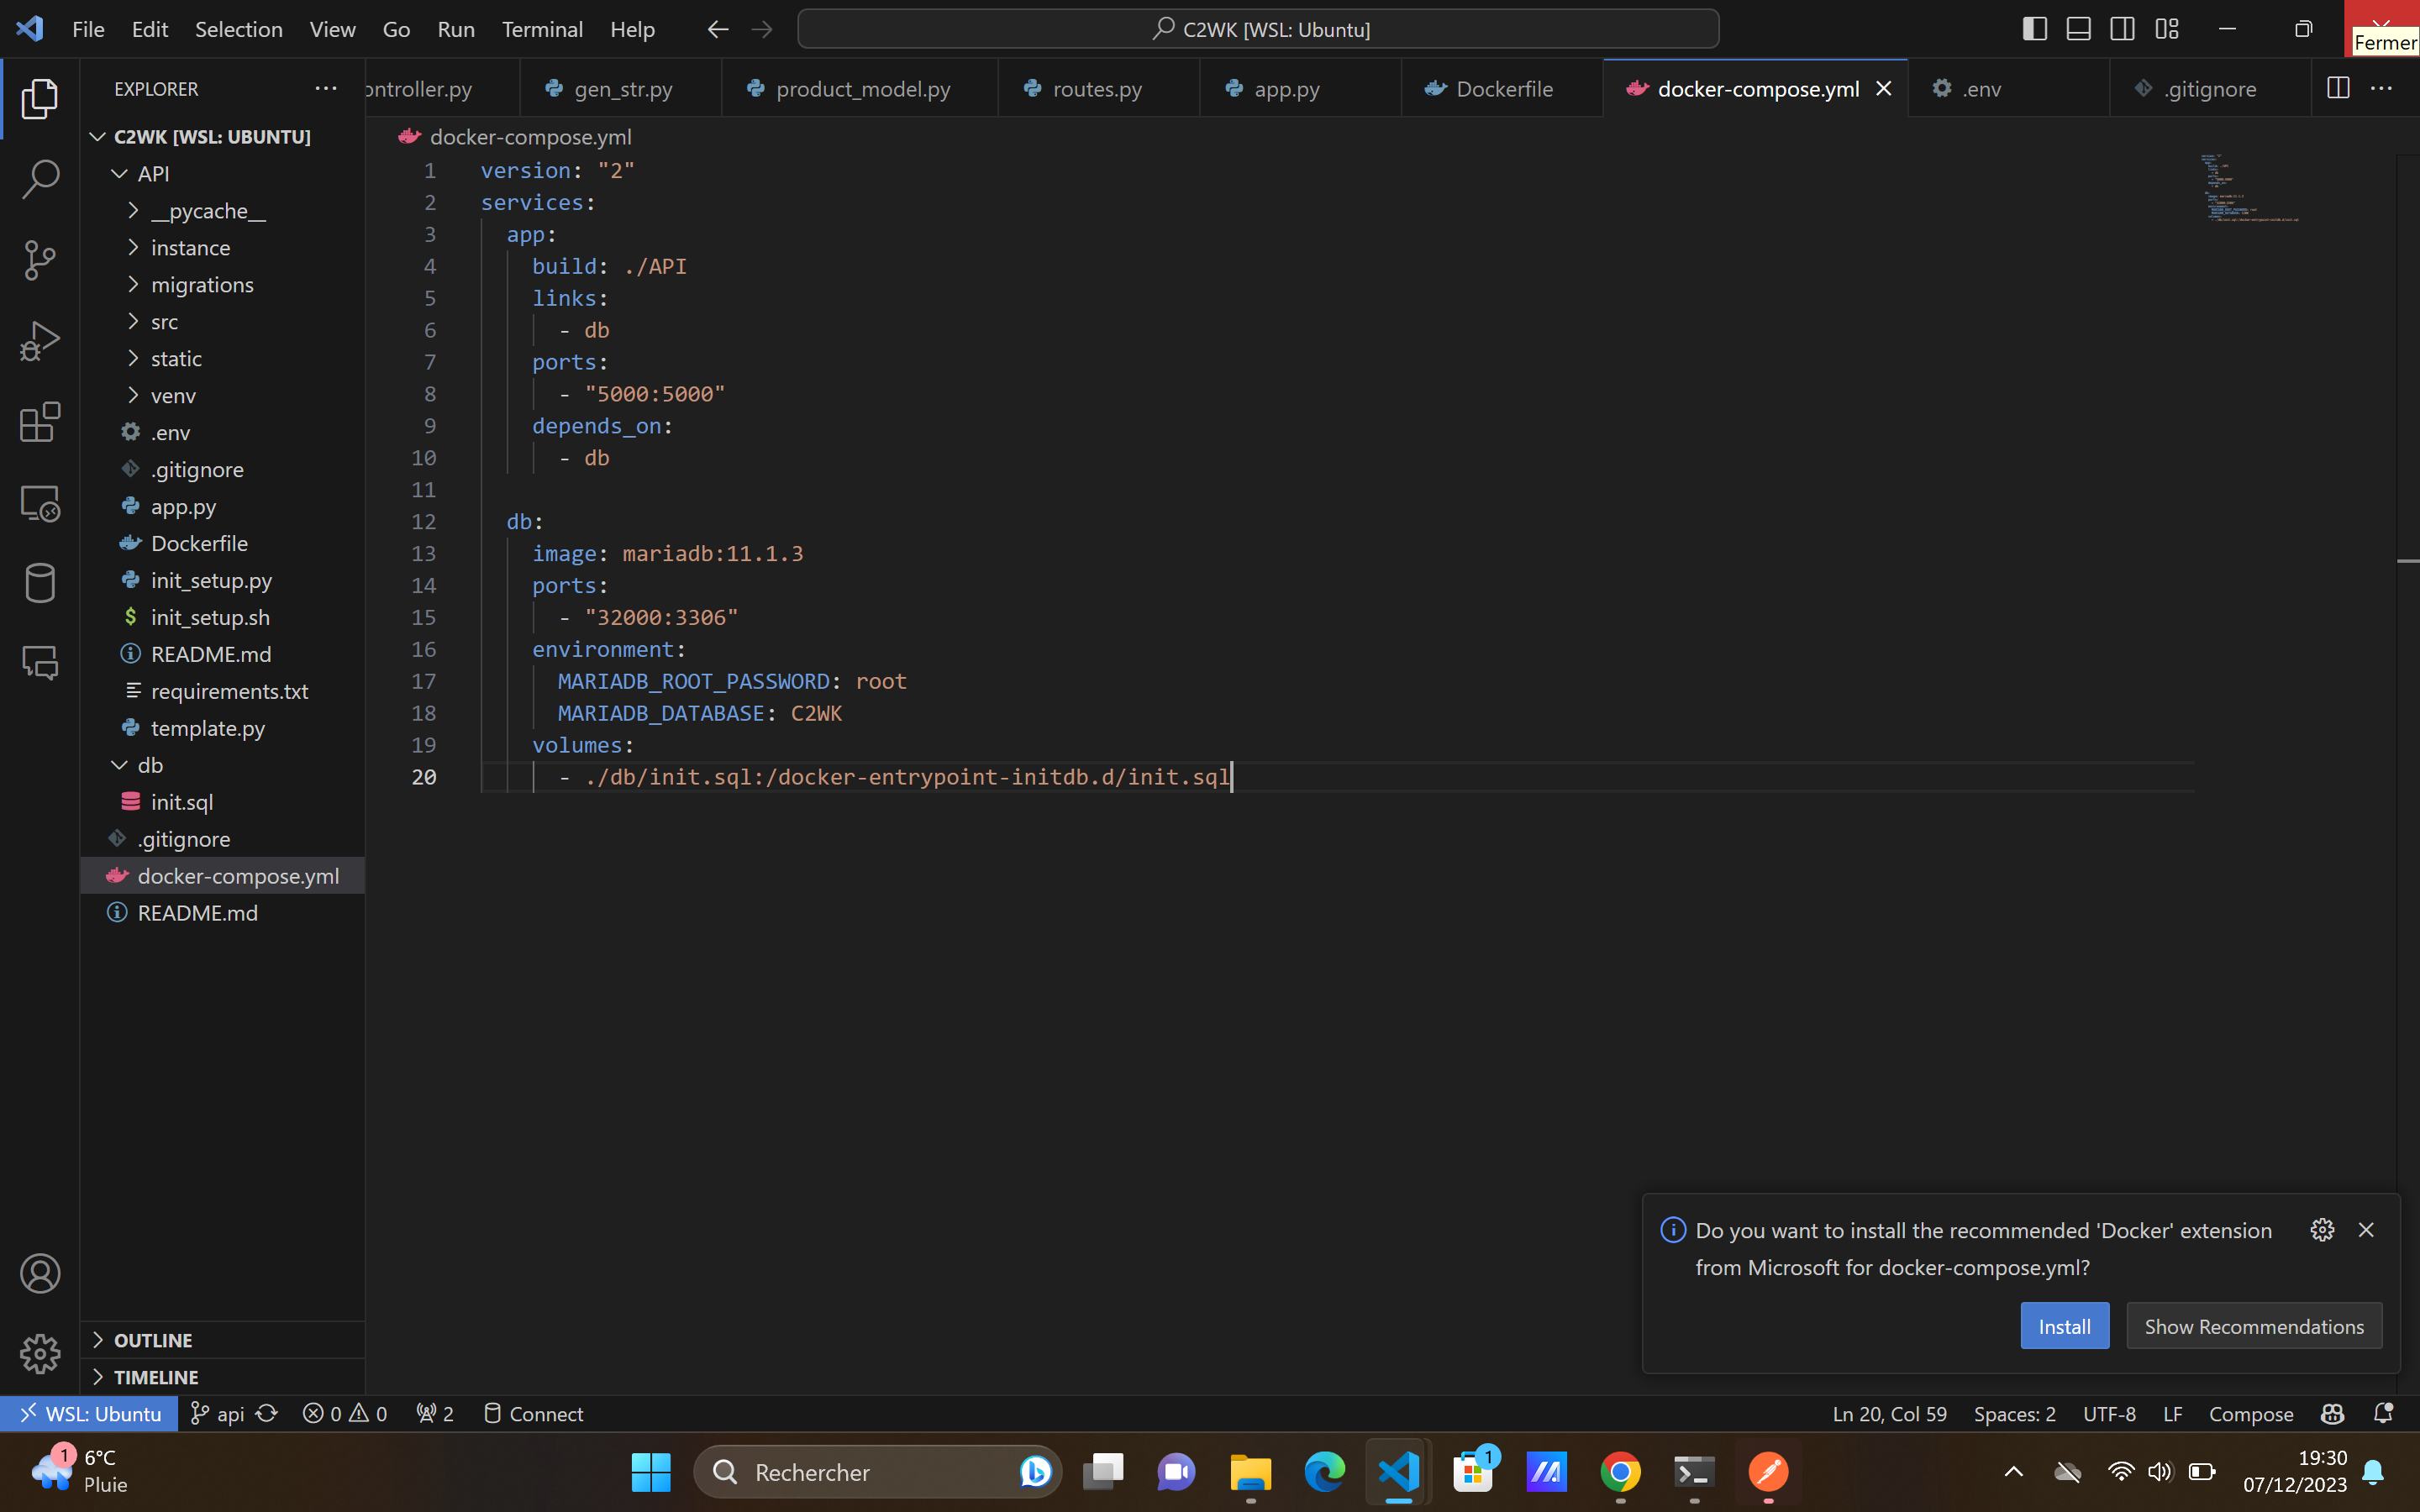 File Edit Selection View Go Run Terminal Help
C2WK [WSL: Ubuntu]
Fermer
EXPLORER
ontroller.py
gen_str.py
product_model.py
routes.py
app.py
Dockerfile
docker-compose.yml
.env
.gitignore
C2WK [WSL: UBUNTU]
API
__pycache__
instance
migrations
src
static
venv
.env
.gitignore
app.py
Dockerfile
init_setup.py
init_setup.sh
README.md
requirements.txt
template.py
db
init.sql
.gitignore
docker-compose.yml
README.md
OUTLINE
TIMELINE
docker-compose.yml
1 version: "2"
2 services:
3 app:
4 build: ./API
5 links:
6 - db
7 ports:
8 - "5000:5000"
9 depends_on:
10 - db
11
12 db:
13 image: mariadb:11.1.3
14 ports:
15 - "32000:3306"
16 environment:
17 MARIADB_ROOT_PASSWORD: root
18 MARIADB_DATABASE: C2WK
19 volumes:
20 - ./db/init.sql:/docker-entrypoint-initdb.d/init.sql
Do you want to install the recommended 'Docker' extension
from Microsoft for docker-compose.yml?
Install
Show Recommendations
WSL: Ubuntu
api
0 0
2
Connect
Ln 20, Col 59
Spaces: 2
UTF-8
LF
Compose
1
6°C
Pluie
Rechercher
1
19:30
07/12/2023